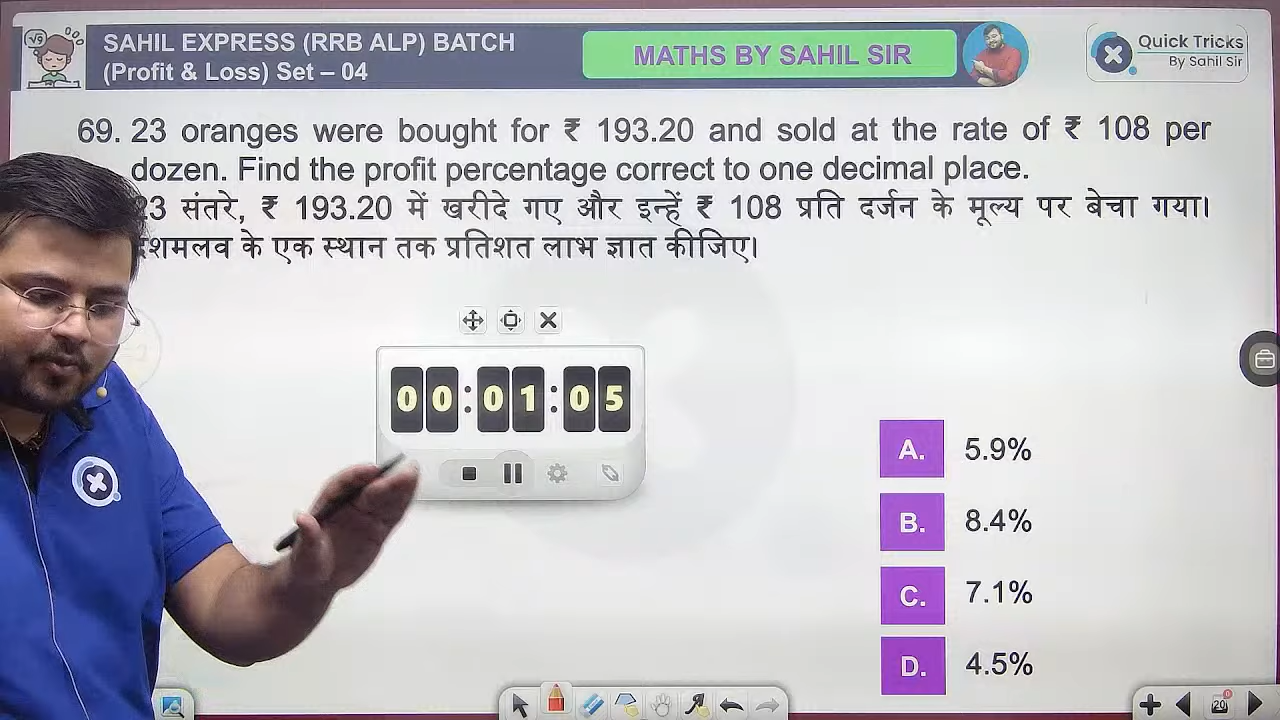 SAHIL EXPRESS (RRB ALP) BATCH
(Profit & Loss) Set – 04
MATHS BY SAHIL SIR
Quick Tricks
By Sahil Sir
69. 23 oranges were bought for ₹ 193.20 and sold at the rate of ₹ 108 per
dozen. Find the profit percentage correct to one decimal place.
23 संतरे, ₹ 193.20 में खरीदे गए और इन्हें ₹ 108 प्रति दर्जन के मूल्य पर बेचा गया।
दशमलव के एक स्थान तक प्रतिशत लाभ ज्ञात कीजिए।
00:01:05
A. 5.9%
B. 8.4%
C. 7.1%
D. 4.5%
20